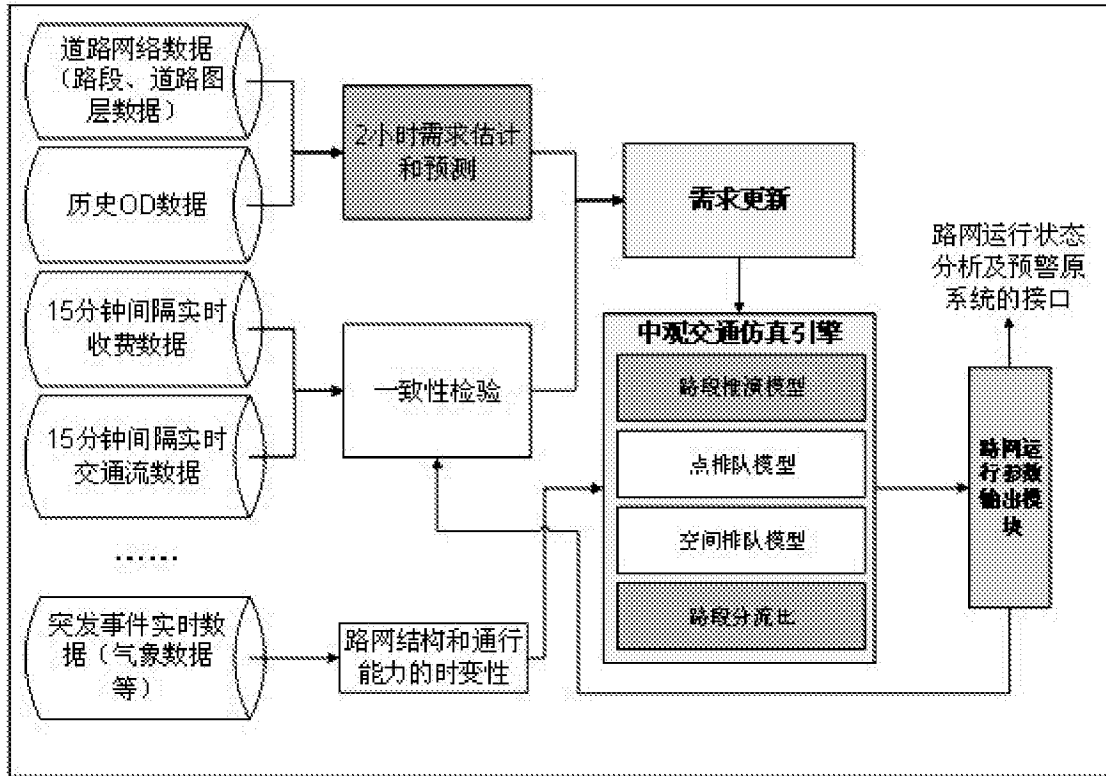 道路网络数据
（路段、道路图
层数据）
历史OD数据
15分钟间隔实时
收费数据
15分钟间隔实时
交通流数据
……
突发事件实时数
据（气象数据
等）
2小时需求估计
和预测
一致性检验
路网结构和通行
能力的时变性
需求更新
中观交通仿真引擎
路段推演模型
点排队模型
空间排队模型
路段分流比
路网运行状态
分析及预警原
系统的接口
路网运
行参数
输出模
块